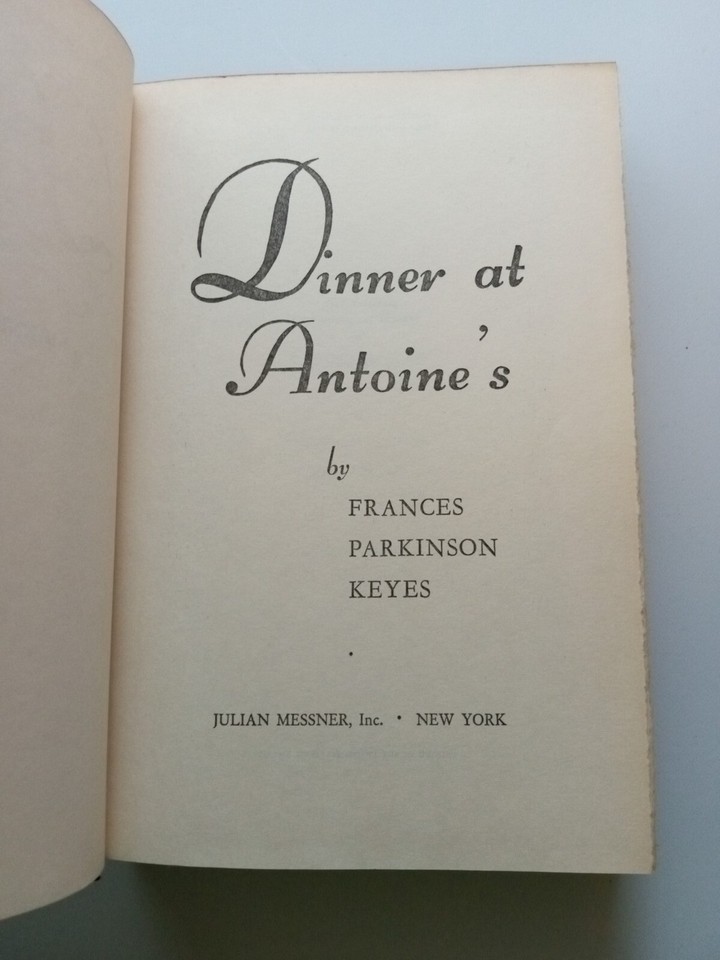 Dinner at
Antoine's
by
FRANCES
PARKINSON
KEYES
JULIAN MESSNER, Inc. • NEW YORK